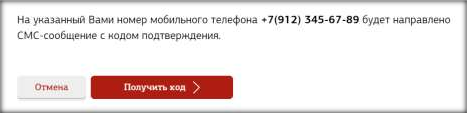 На указанный Вами номер мобильного телефона +7(912) 345-67-89 будет направлено
СМС-сообщение с кодом подтверждения.
Отмена
Получить код